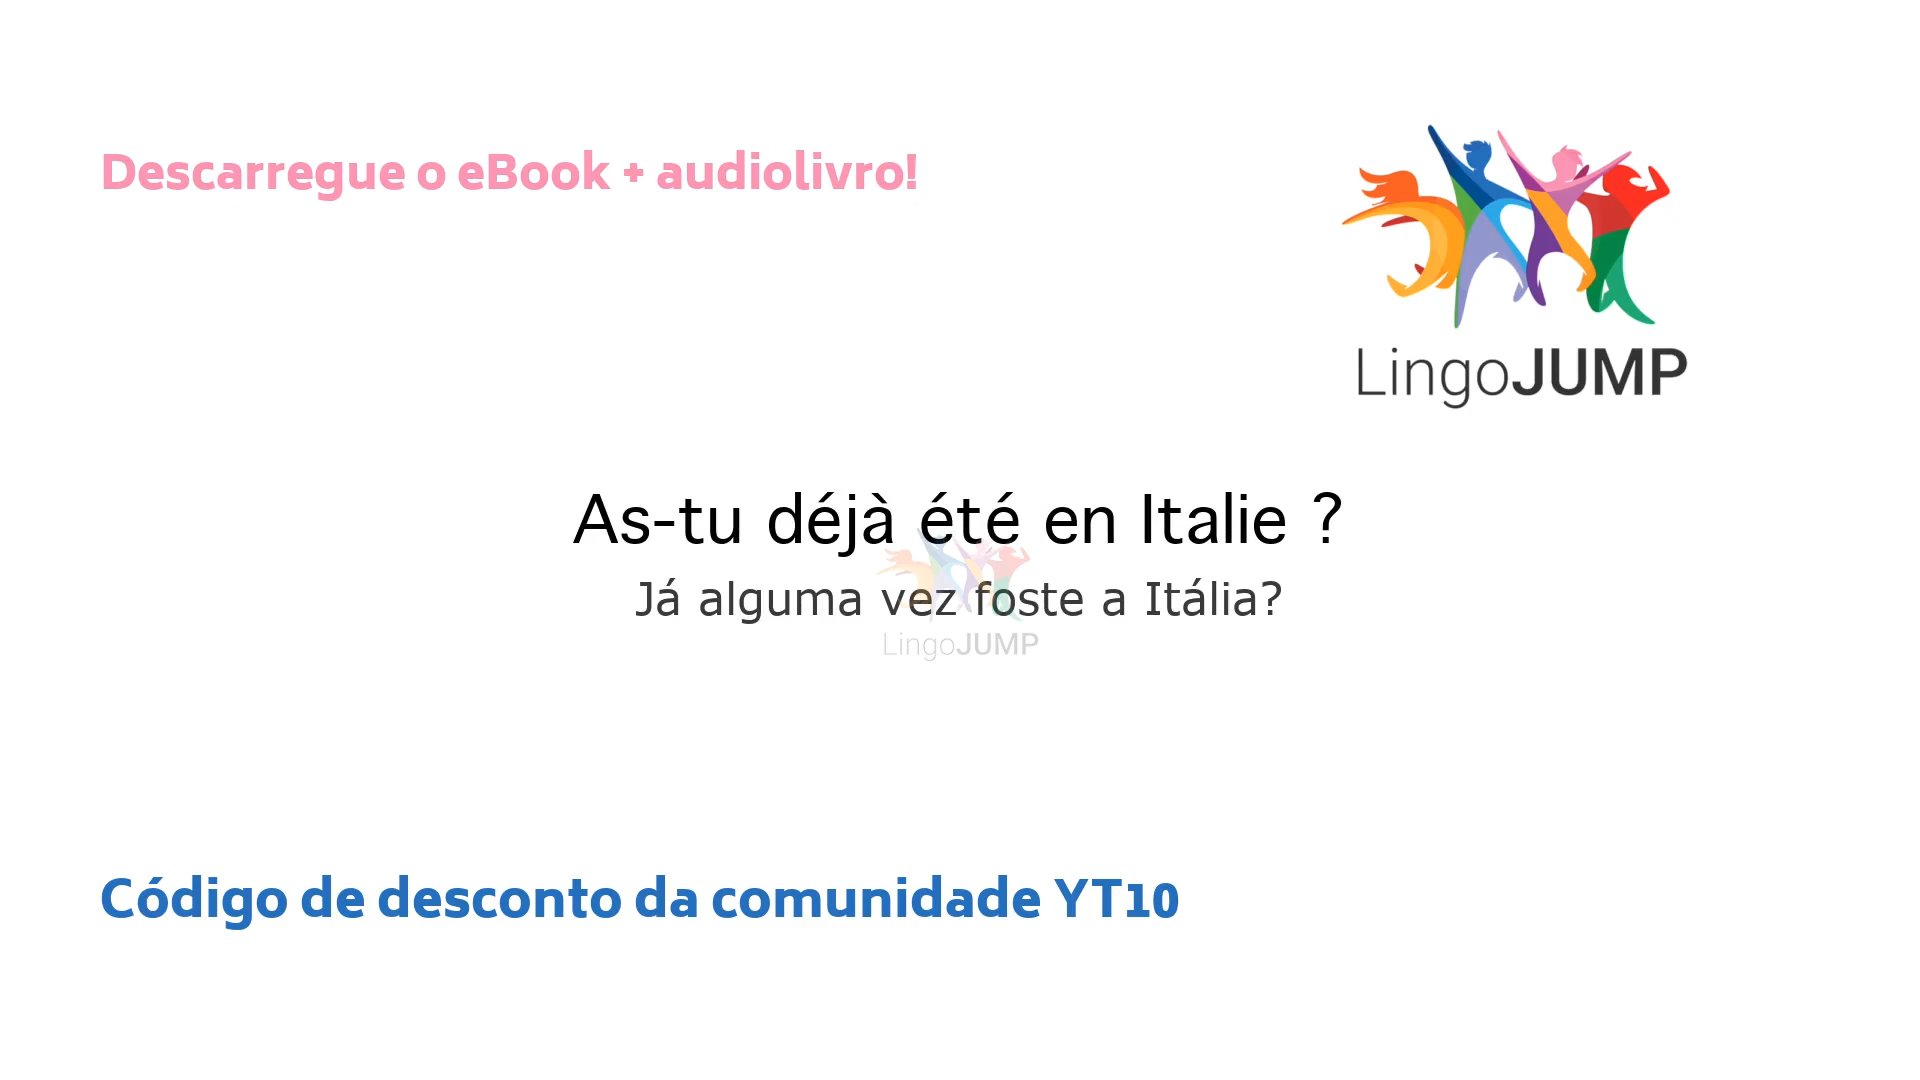 Descarregue o eBook + audiolivro!
LingoJUMP
As-tu déjà été en Italie ?
Já alguma vez foste a Itália?
LingoJUMP
Código de desconto da comunidade YT10